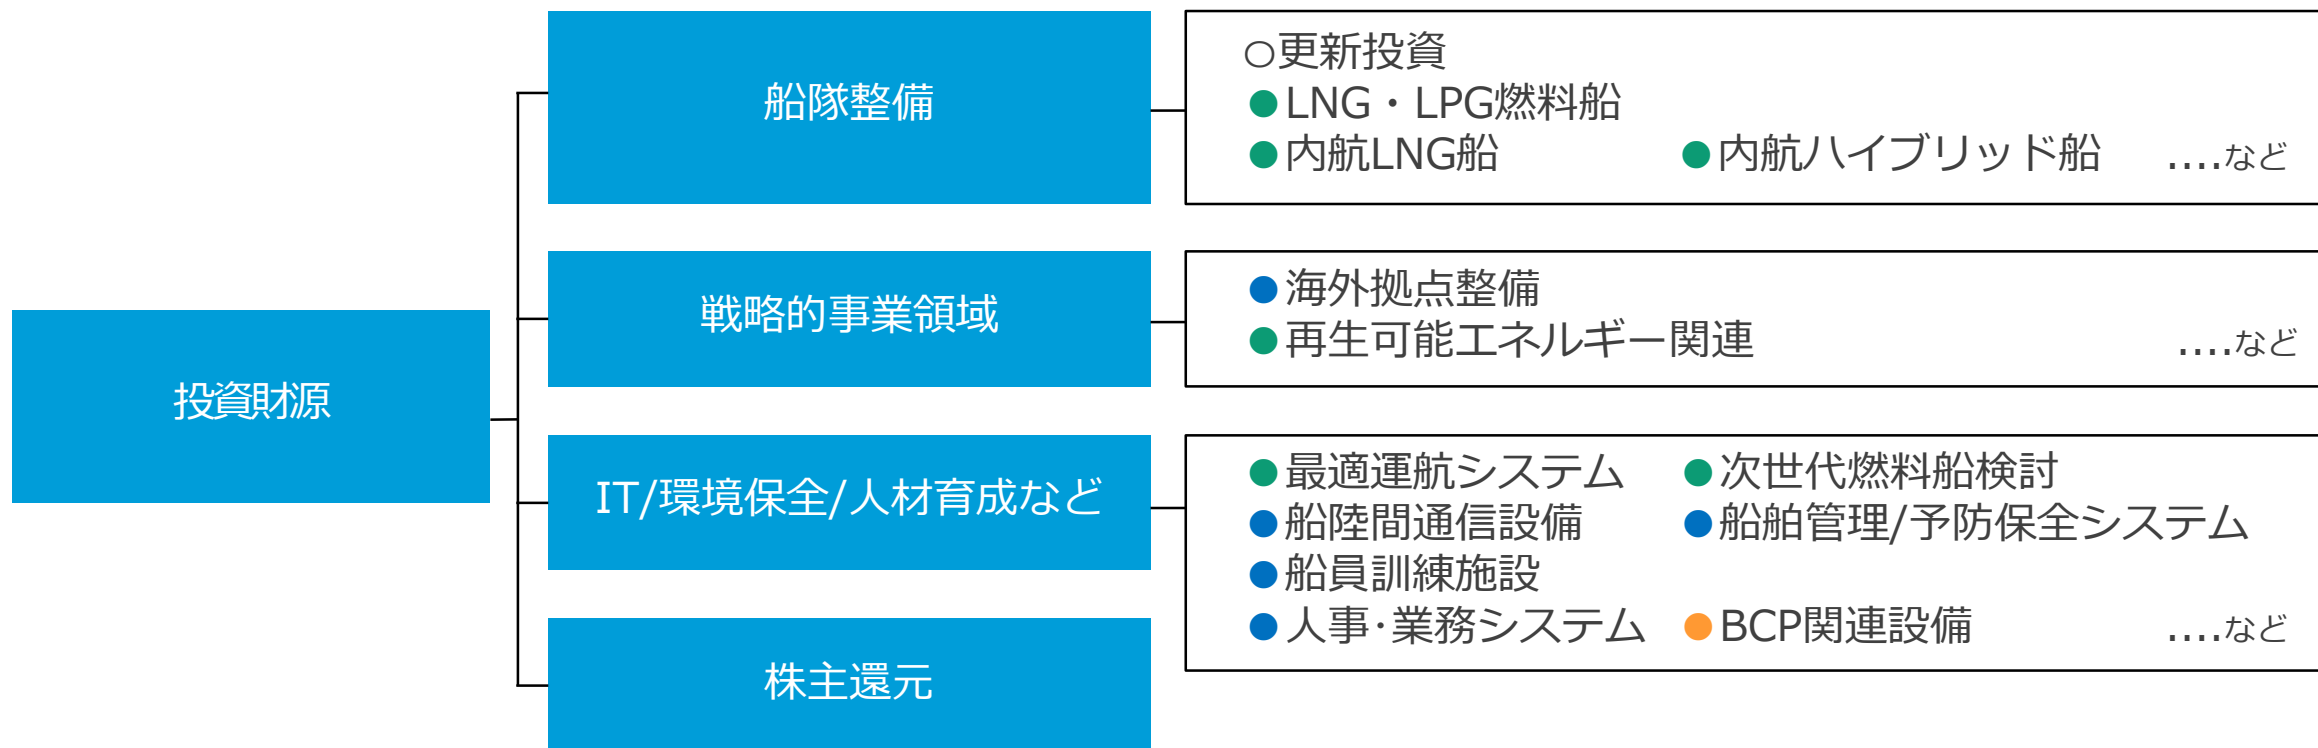 投資財源
船隊整備
○更新投資
●LNG・LPG燃料船
●内航LNG船 ●内航ハイブリッド船 ....など
戦略的事業領域
●海外拠点整備
●再生可能エネルギー関連 ....など
IT/環境保全/人材育成など
●最適運航システム ●次世代燃料船検討
●船陸間通信設備 ●船舶管理/予防保全システム
●船員訓練施設
●人事･業務システム ●BCP関連設備 ....など
株主還元